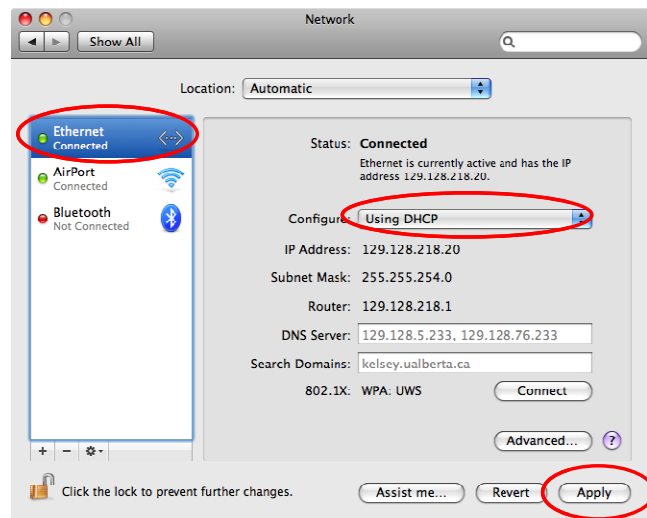 Network
Show All
Location: Automatic
Ethernet
Connected
AirPort
Connected
Bluetooth
Not Connected
Status: Connected
Ethernet is currently active and has the IP
address 129.128.218.20.
Configure: Using DHCP
IP Address: 129.128.218.20
Subnet Mask: 255.255.254.0
Router: 129.128.218.1
DNS Server: 129.128.5.233, 129.128.76.233
Search Domains: kelsey.ualberta.ca
802.1X: WPA: UWS Connect
Advanced... ?
Click the lock to prevent further changes.
Assist me... Revert Apply